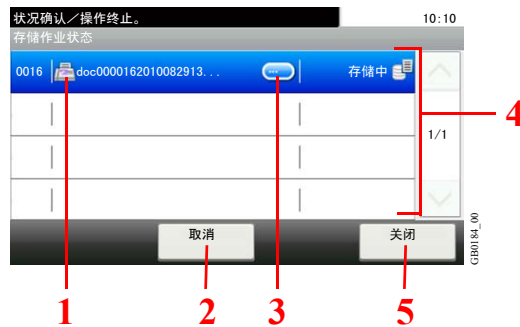 状况确认／操作终止。
10:10
存储作业状态
0016 doc0000162010082913... 存储中
1/1
4
取消
关闭
GB0184_00
1 2 3 5